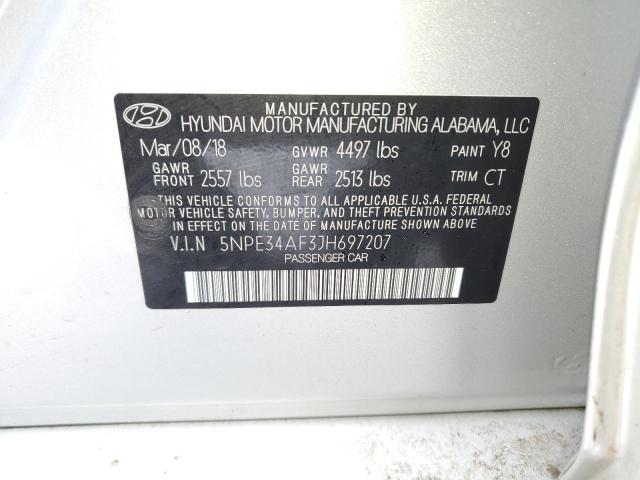 MANUFACTURED BY
HYUNDAI MOTOR MANUFACTURING ALABAMA, LLC
Mar/08/18 GVWR 4497 lbs PAINT Y8
GAWR FRONT 2557 lbs GAWR REAR 2513 lbs TRIM CT
THIS VEHICLE CONFORMS TO ALL APPLICABLE U.S.A. FEDERAL
MOTOR VEHICLE SAFETY, BUMPER, AND THEFT PREVENTION
STANDARDS IN EFFECT ON THE DATE OF MANUFACTURE SHOWN ABOVE.
V.I.N 5NPE34AF3JH697207
PASSENGER CAR